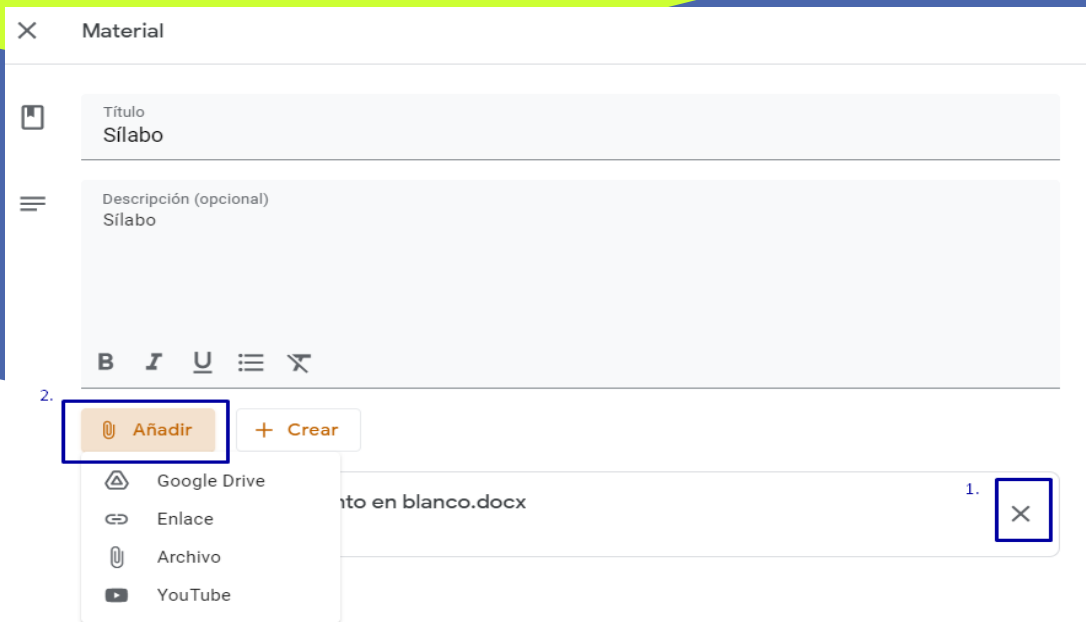 Material
Título
Sílabo
Descripción (opcional)
Sílabo
B I U
2.
Añadir
+ Crear
Google Drive
nto en blanco.docx
1.
Enlace
Archivo
YouTube